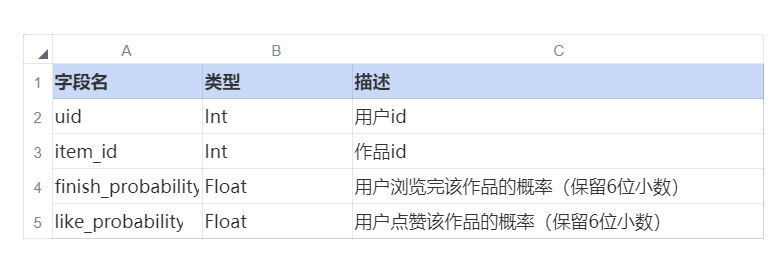 A B C
1 字段名 类型 描述
2 uid Int 用户id
3 item_id Int 作品id
4 finish_probability Float 用户浏览完该作品的概率（保留6位小数）
5 like_probability Float 用户点赞该作品的概率（保留6位小数）